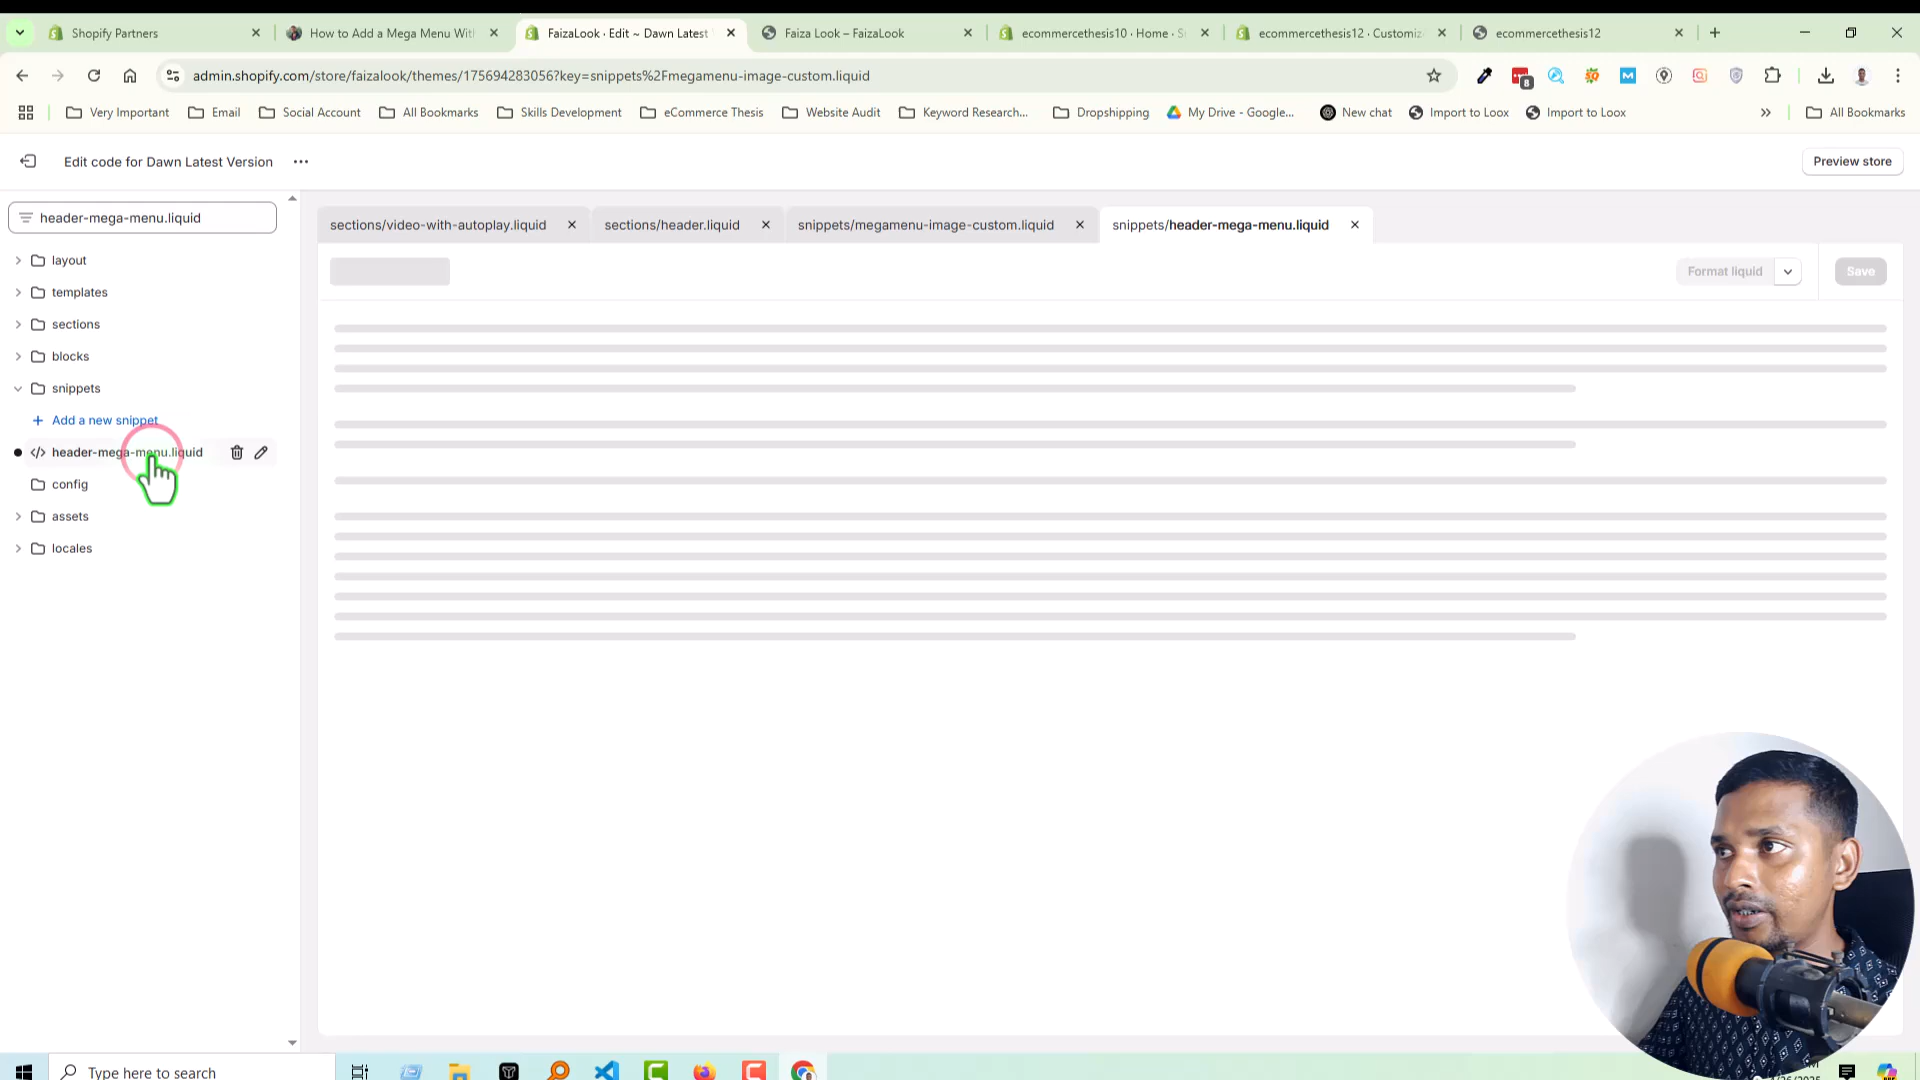 Shopify Partners
How to Add a Mega Menu Wit
FaizaLook · Edit ~ Dawn Latest
Faiza Look – FaizaLook
ecommercethesis10 · Home · S
ecommercethesis12 · Customiz
ecommercethesis12
admin.shopify.com/store/faizalook/themes/175694283056?key=snippets%2Fmegamenu-image-custom.liquid
8
Very Important
Email
Social Account
All Bookmarks
Skills Development
eCommerce Thesis
Website Audit
Keyword Research...
Dropshipping
My Drive - Google...
New chat
Import to Loox
Import to Loox
All Bookmarks
Edit code for Dawn Latest Version
Preview store
header-mega-menu.liquid
sections/video-with-autoplay.liquid
sections/header.liquid
snippets/megamenu-image-custom.liquid
snippets/header-mega-menu.liquid
Format liquid
Save
layout
templates
sections
blocks
snippets
Add a new snippet
header-mega-menu.liquid
config
assets
locales
Type here to search